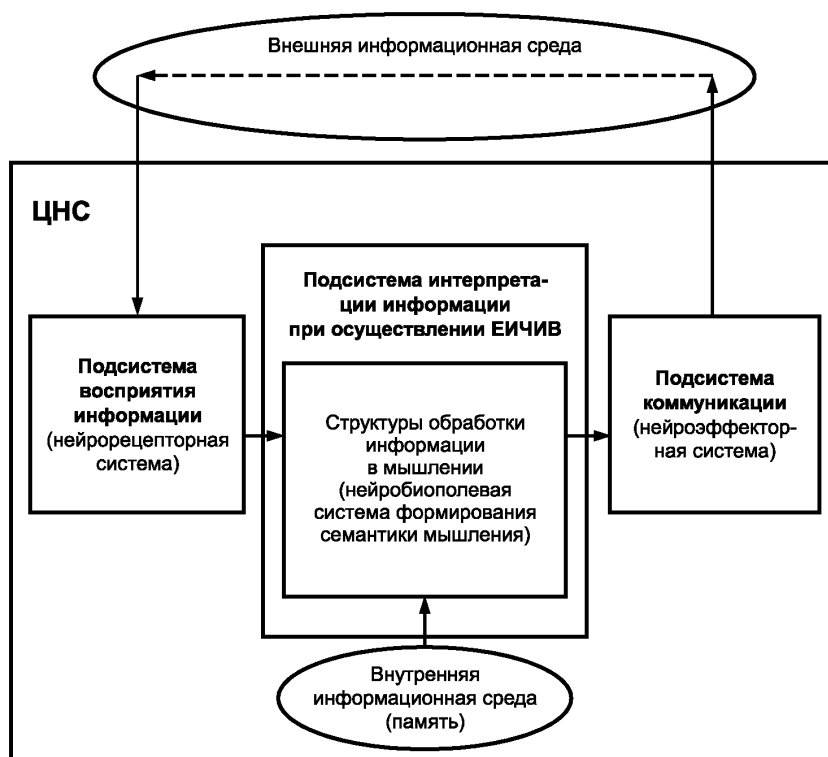 Внешняя информационная среда
ЦНС
Подсистема интерпрета-
ции информации
при осуществлении ЕИЧИВ
Подсистема
восприятия
информации
(нейрорецепторная
система)
Структуры обработки
информации
в мышлении
(нейробиополевая
система формирования
семантики мышления)
Подсистема
коммуникации
(нейроэффектор-
ная система)
Внутренняя
информационная среда
(память)